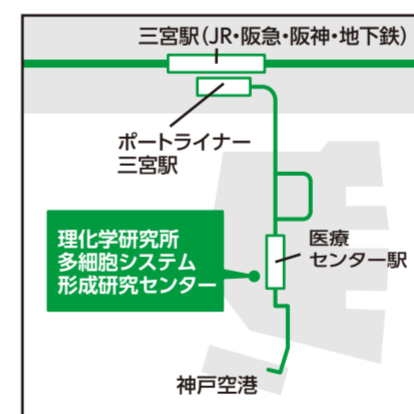 三宮駅(JR・阪急・阪神・地下鉄)
ポートライナー
三宮駅
理化学研究所
多細胞システム
形成研究センター
医療
センター駅
神戸空港